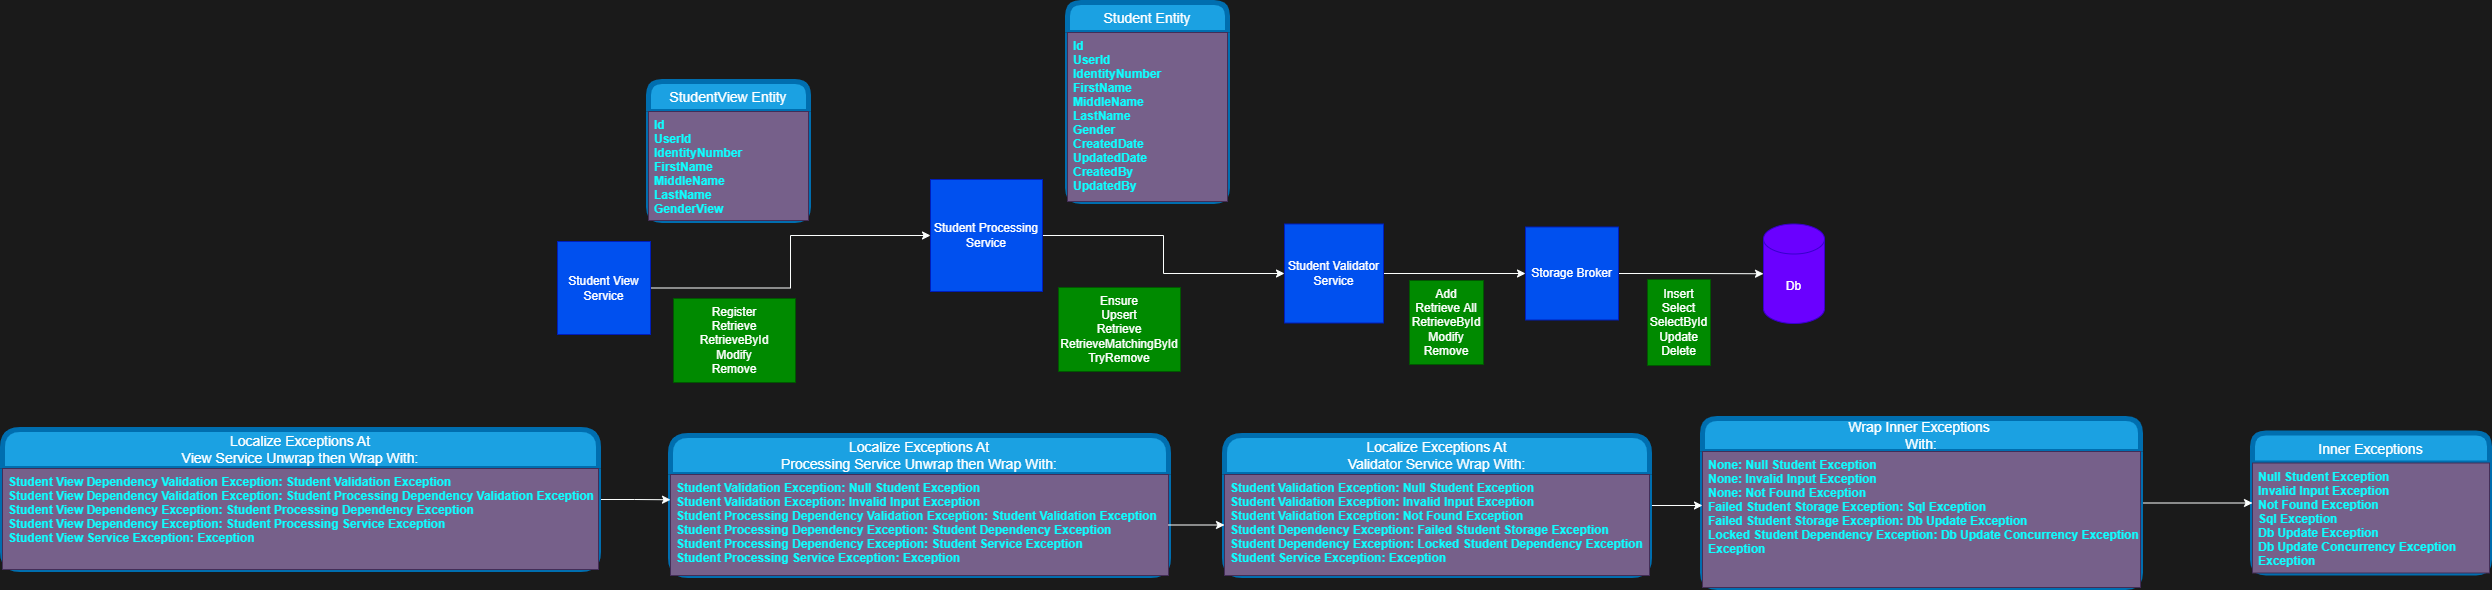 Student Entity
Id
UserId
IdentityNumber
FirstName
MiddleName
LastName
Gender
CreatedDate
UpdatedDate
CreatedBy
UpdatedBy
StudentView Entity
Id
UserId
IdentityNumber
FirstName
MiddleName
LastName
GenderView
Student View
Service
Register
Retrieve
RetrieveById
Modify
Remove
Student Processing
Service
Ensure
Upsert
Retrieve
RetrieveMatchingById
TryRemove
Student Validator
Service
Add
Retrieve All
RetrieveById
Modify
Remove
Storage Broker
Insert
Select
SelectById
Update
Delete
Db
Localize Exceptions At
View Service Unwrap then Wrap With:
Student View Dependency Validation Exception: Student Validation Exception
Student View Dependency Validation Exception: Student Processing Dependency Validation Exception
Student View Dependency Exception: Student Processing Dependency Exception
Student View Dependency Exception: Student Processing Service Exception
Student View Service Exception: Exception
Localize Exceptions At
Processing Service Unwrap then Wrap With:
Student Validation Exception: Null Student Exception
Student Validation Exception: Invalid Input Exception
Student Processing Dependency Validation Exception: Student Validation Exception
Student Processing Dependency Exception: Student Dependency Exception
Student Processing Dependency Exception: Student Service Exception
Student Processing Service Exception: Exception
Localize Exceptions At
Validator Service Wrap With:
Student Validation Exception: Null Student Exception
Student Validation Exception: Invalid Input Exception
Student Validation Exception: Not Found Exception
Student Dependency Exception: Failed Student Storage Exception
Student Dependency Exception: Locked Student Dependency Exception
Student Service Exception: Exception
Wrap Inner Exceptions
With:
None: Null Student Exception
None: Invalid Input Exception
None: Not Found Exception
Failed Student Storage Exception: Sql Exception
Failed Student Storage Exception: Db Update Exception
Locked Student Dependency Exception: Db Update Concurrency Exception
Exception
Inner Exceptions
Null Student Exception
Invalid Input Exception
Not Found Exception
Sql Exception
Db Update Exception
Db Update Concurrency Exception
Exception